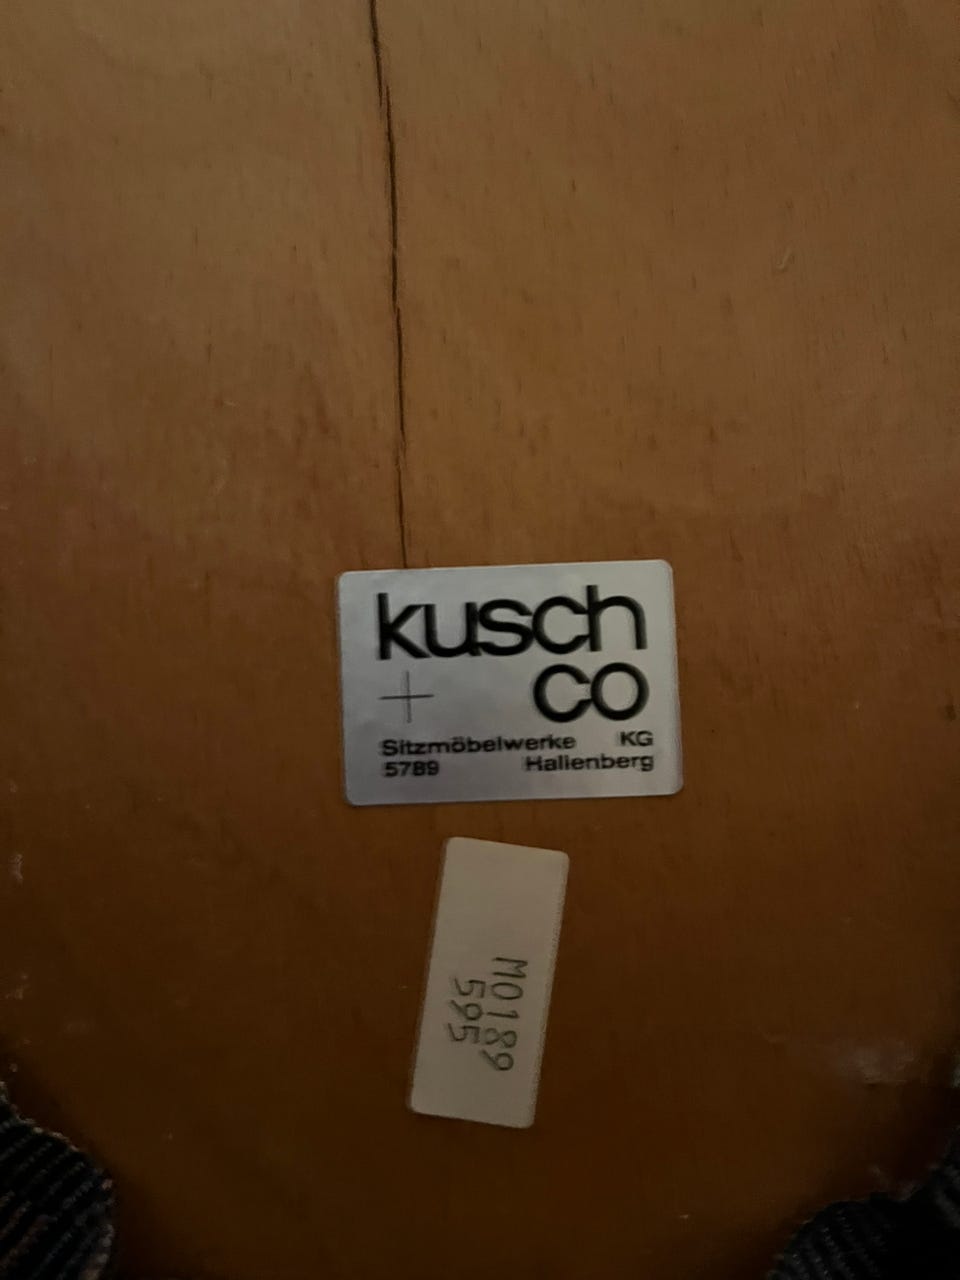 kusch
+ co
Sitzmöbelwerke KG
5789 Hallenberg
M0189
595